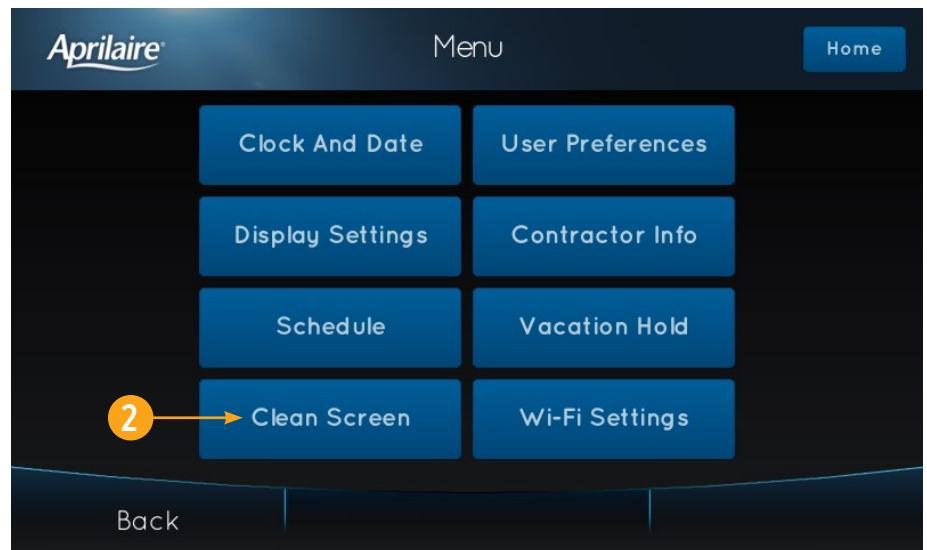 Aprilaire
Menu
Home
Clock And Date
User Preferences
Display Settings
Contractor Info
Schedule
Vacation Hold
2
Clean Screen
Wi-Fi Settings
Back